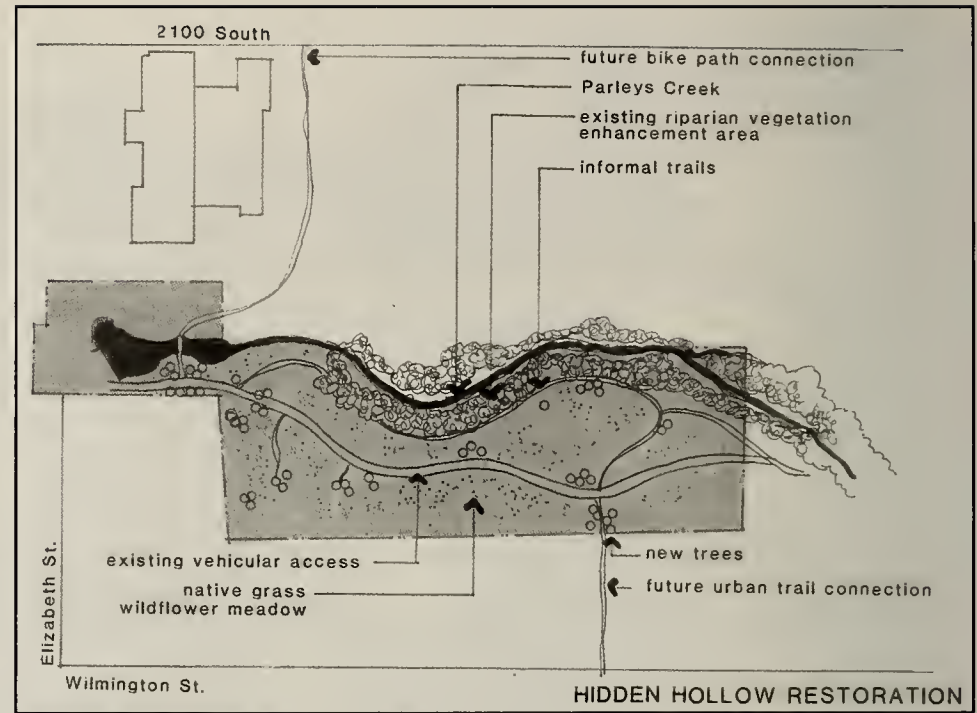 2100 South
future bike path connection
Parleys Creek
existing riparian vegetation
enhancement area
informal trails
existing vehicular access
native grass
wildflower meadow
new trees
future urban trail connection
Elizabeth St.
Wilmington St.
HIDDEN HOLLOW RESTORATION